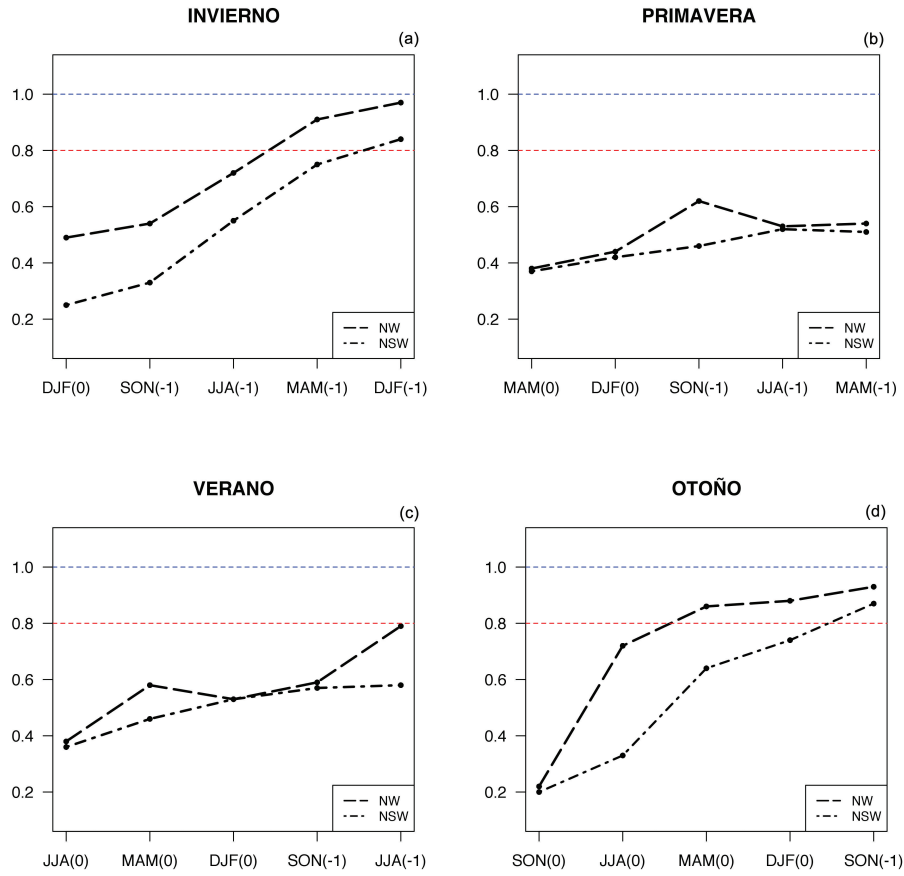 INVIERNO
(a)
1.0
0.8
0.6
0.4
0.2
NW
NSW
DJF(0) SON(-1) JJA(-1) MAM(-1) DJF(-1)
PRIMAVERA
(b)
1.0
0.8
0.6
0.4
0.2
NW
NSW
MAM(0) DJF(0) SON(-1) JJA(-1) MAM(-1)
VERANO
(c)
1.0
0.8
0.6
0.4
0.2
NW
NSW
JJA(0) MAM(0) DJF(0) SON(-1) JJA(-1)
OTOÑO
(d)
1.0
0.8
0.6
0.4
0.2
NW
NSW
SON(0) JJA(0) MAM(0) DJF(0) SON(-1)